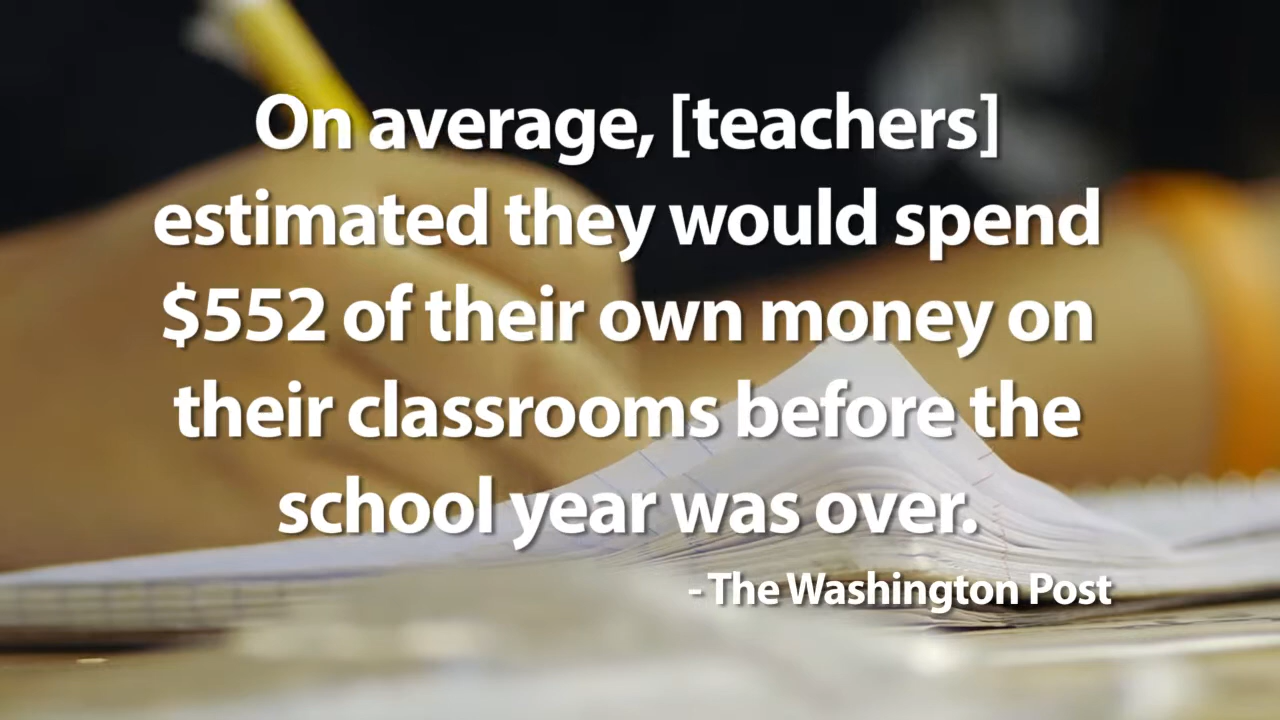 On average, [teachers]
estimated they would spend
$552 of their own money on
their classrooms before the
school year was over.
- The Washington Post